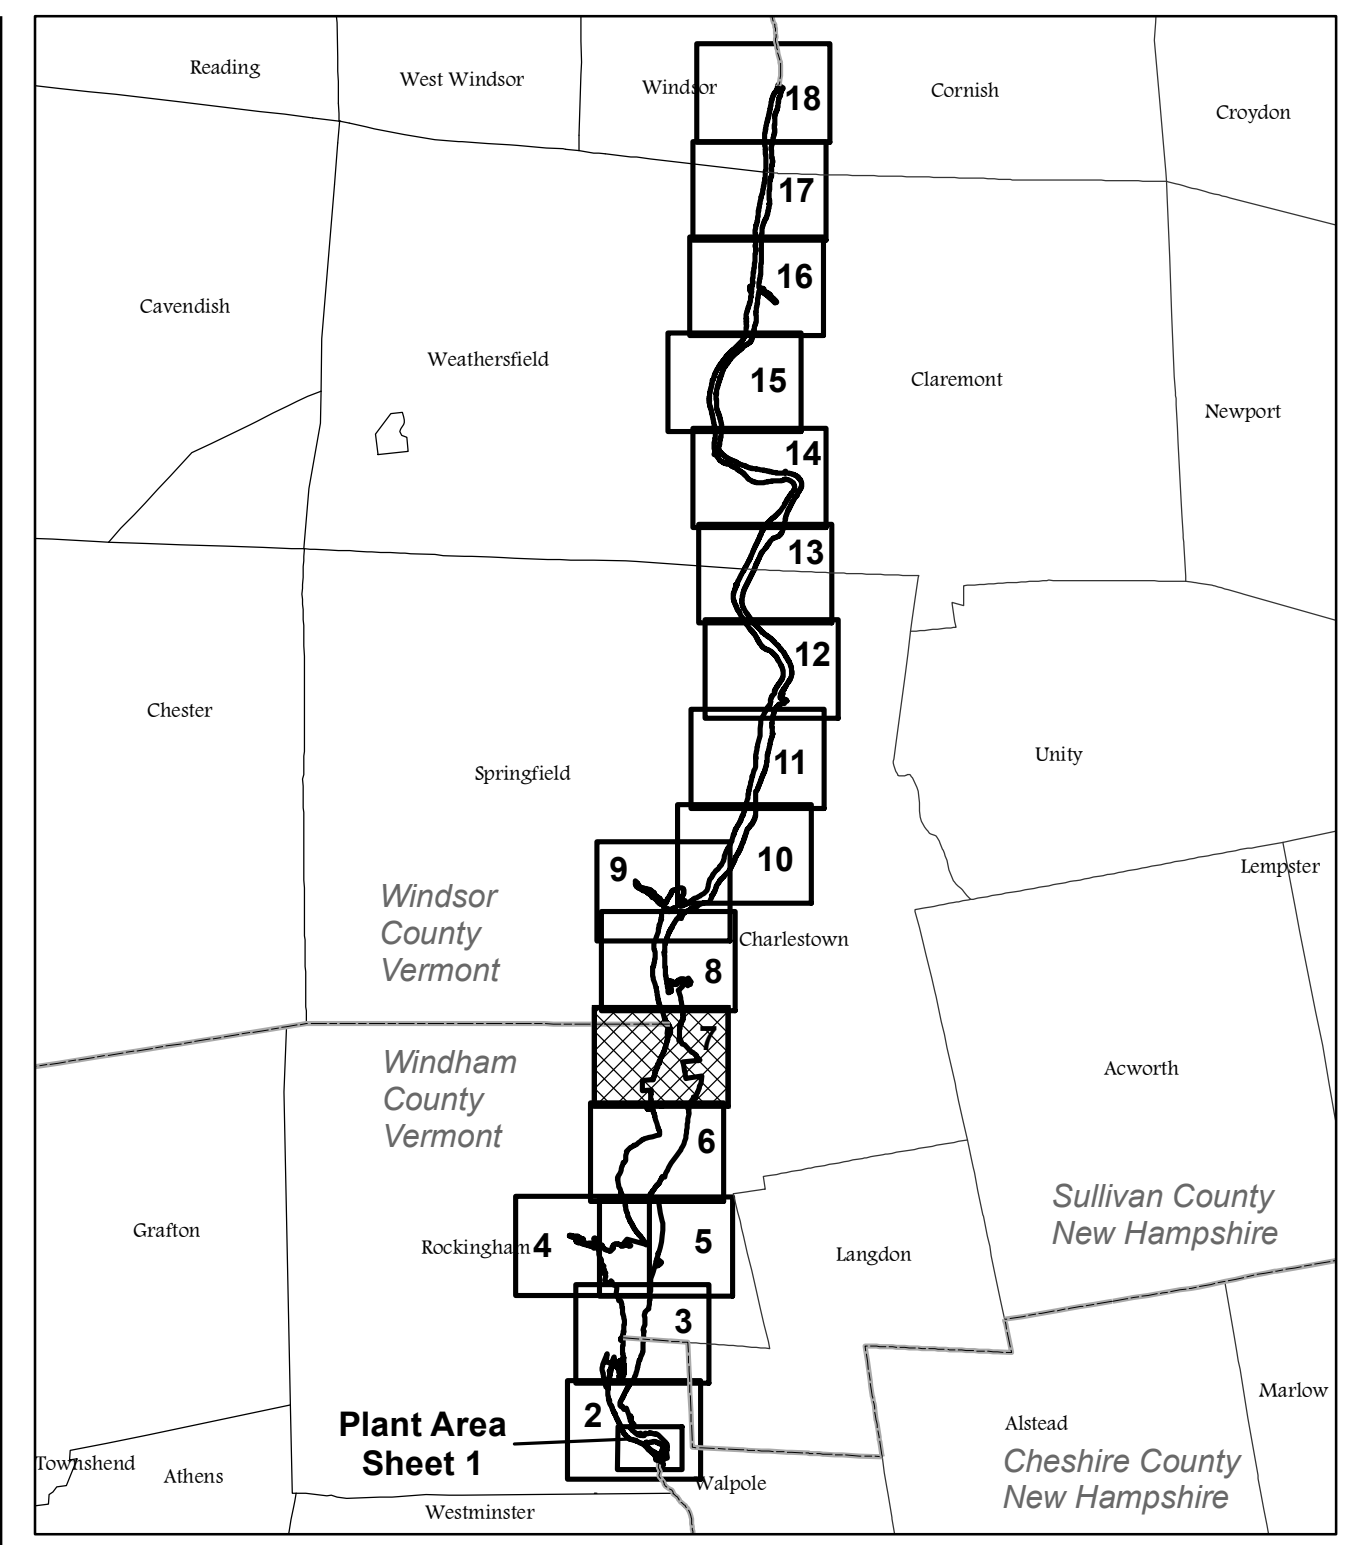 Reading
West Windsor
Windsor
18
Cornish
Croydon
17
16
Cavendish
Weathersfield
15
Claremont
Newport
14
13
12
Chester
Springfield
11
Unity
10
9
Lempster
Windsor
County
Vermont
Charlestown
8
7
Windham
County
Vermont
Acworth
6
Sullivan County
New Hampshire
Grafton
Rockingham
4
5
Langdon
3
Marlow
2
Plant Area
Sheet 1
Alstead
Cheshire County
New Hampshire
Townshend
Athens
Walpole
Westminster